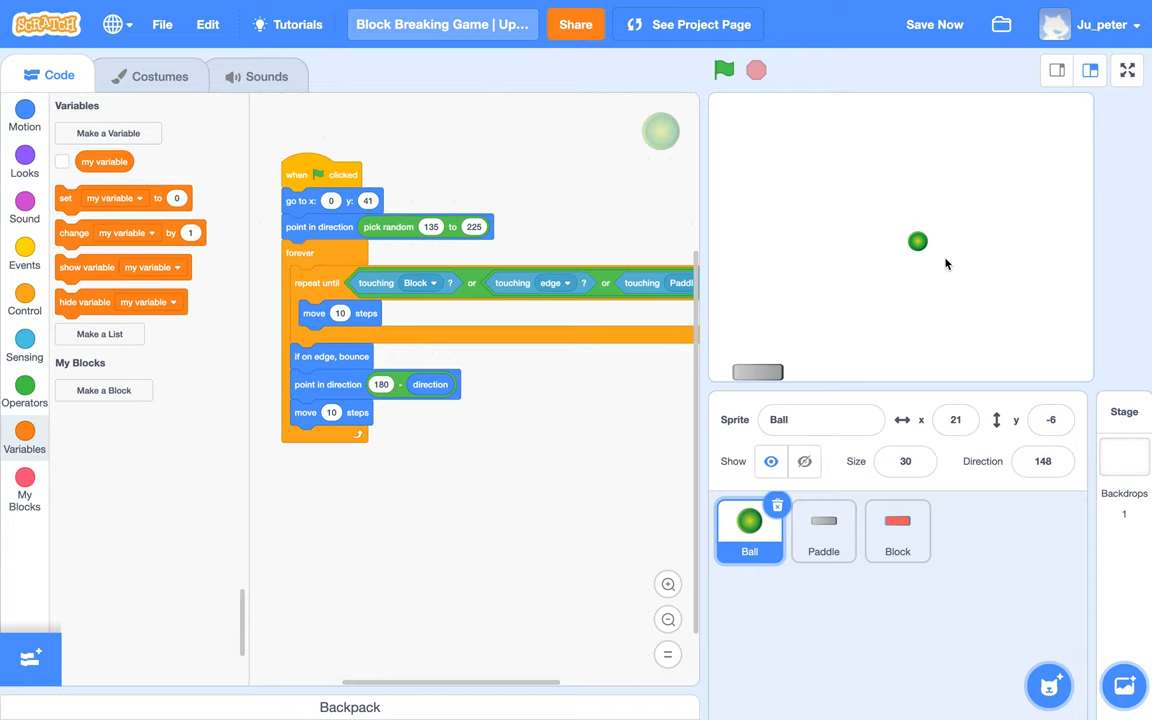 SCRATCH File Edit Tutorials Block Breaking Game | Up... Share See Project Page Save Now Ju_peter
Code Costumes Sounds
Motion
Looks
Sound
Events
Control
Sensing
Operators
Variables
My
Blocks
Variables
Make a Variable
my variable
set my variable to 0
change my variable by 1
show variable my variable
hide variable my variable
Make a List
My Blocks
Make a Block
when clicked
go to x: 0 y: 41
point in direction pick random 135 to 225
forever
repeat until touching Block ? or touching edge ? or touching Paddl
move 10 steps
if on edge, bounce
point in direction 180 - direction
move 10 steps
Backpack
Sprite Ball x 21 y -6
Show Size 30 Direction 148
Ball Paddle Block
Stage
Backdrops
1